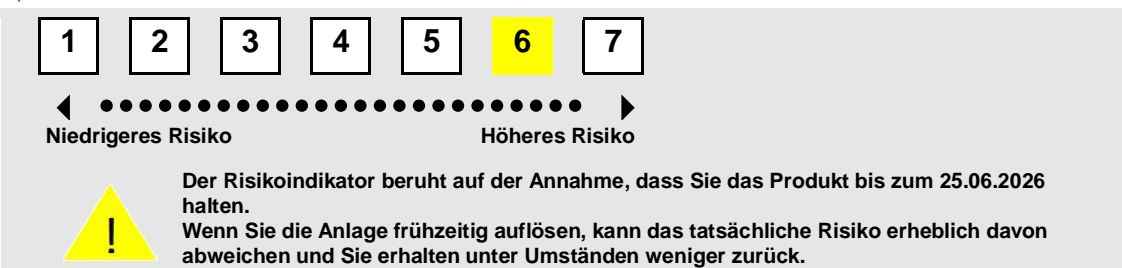 1 2 3 4 5 6 7
Niedrigeres Risiko Höheres Risiko
Der Risikoindikator beruht auf der Annahme, dass Sie das Produkt bis zum 25.06.2026
halten.
!
Wenn Sie die Anlage frühzeitig auflösen, kann das tatsächliche Risiko erheblich davon
abweichen und Sie erhalten unter Umständen weniger zurück.